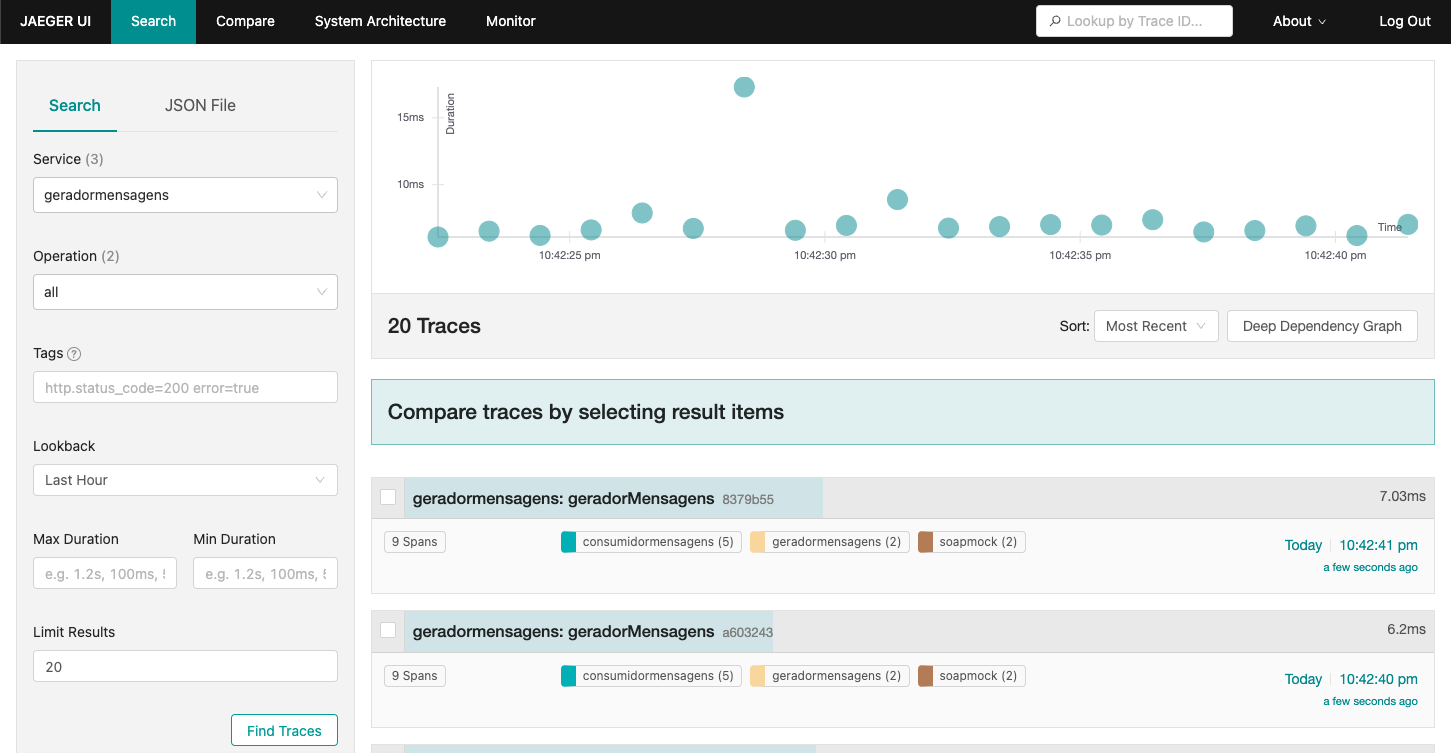 JAEGER UI Search Compare System Architecture Monitor Lookup by Trace ID... About Log Out
Search JSON File
Service (3)
geradormensagens
Operation (2)
all
Tags ?
http.status_code=200 error=true
Lookback
Last Hour
Max Duration Min Duration
e.g. 1.2s, 100ms, e.g. 1.2s, 100ms,
Limit Results
20
Find Traces
Duration
15ms
10ms
Time
10:42:25 pm 10:42:30 pm 10:42:35 pm 10:42:40 pm
20 Traces Sort: Most Recent Deep Dependency Graph
Compare traces by selecting result items
geradormensagens: geradorMensagens 8379b55 7.03ms
9 Spans consumidormensagens (5) geradormensagens (2) soapmock (2) Today 10:42:41 pm
a few seconds ago
geradormensagens: geradorMensagens a603243 6.2ms
9 Spans consumidormensagens (5) geradormensagens (2) soapmock (2) Today 10:42:40 pm
a few seconds ago